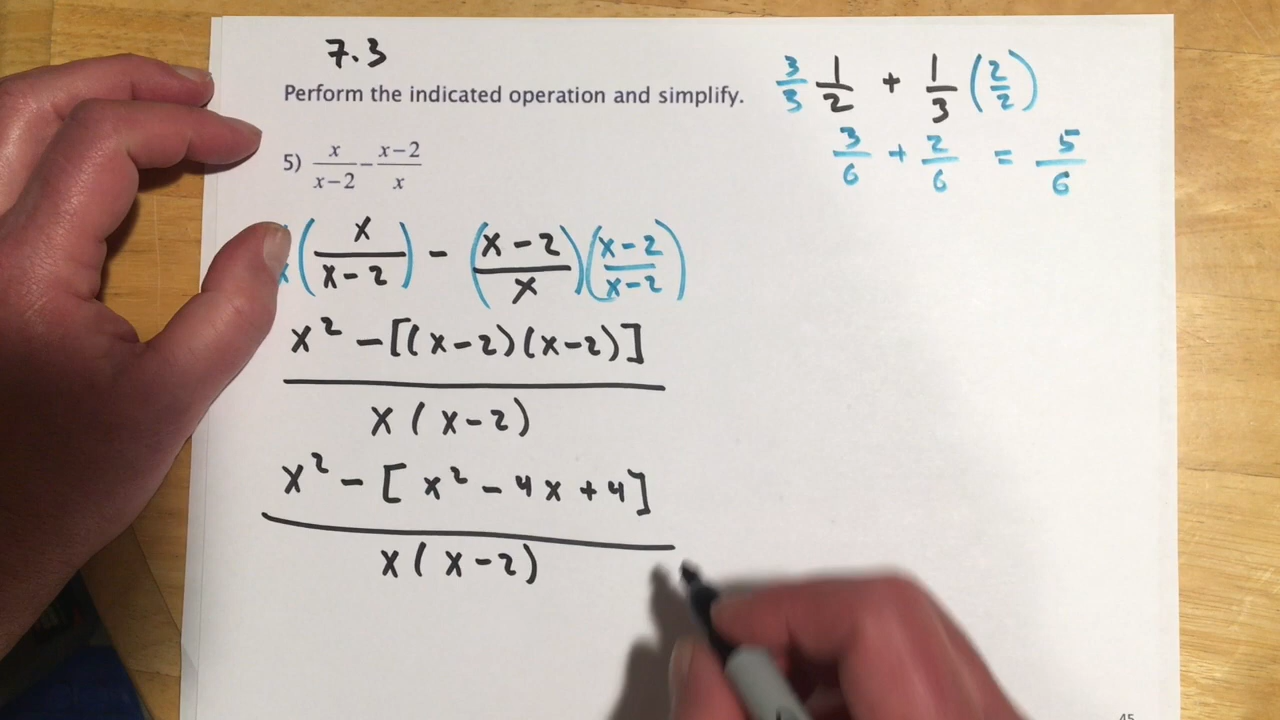 7.3
Perform the indicated operation and simplify.
3/3 1/2 + 1/3 (2/2)
3/6 + 2/6 = 5/6
5) x/(x-2) - (x-2)/x
(x/(x-2)) - ((x-2)/x)((x-2)/(x-2))
x² - [(x-2)(x-2)]
x(x-2)
x² - [x² - 4x + 4]
x(x-2)
45